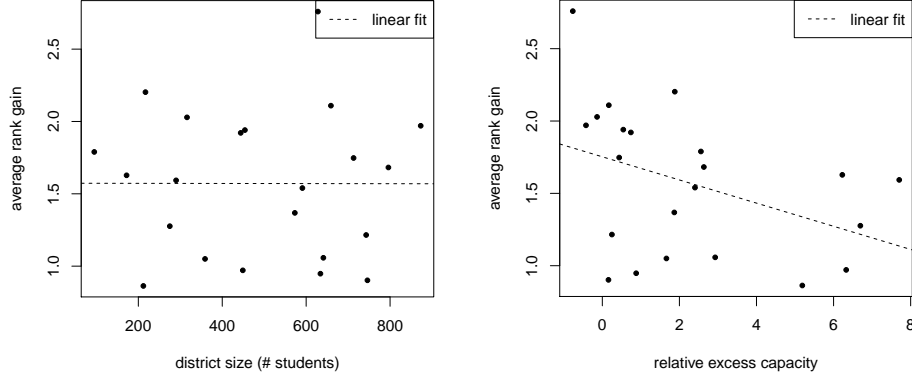 linear fit
average rank gain
2.5
2.0
1.5
1.0
200
400
600
800
district size (# students)
linear fit
average rank gain
2.5
2.0
1.5
1.0
0
2
4
6
8
relative excess capacity